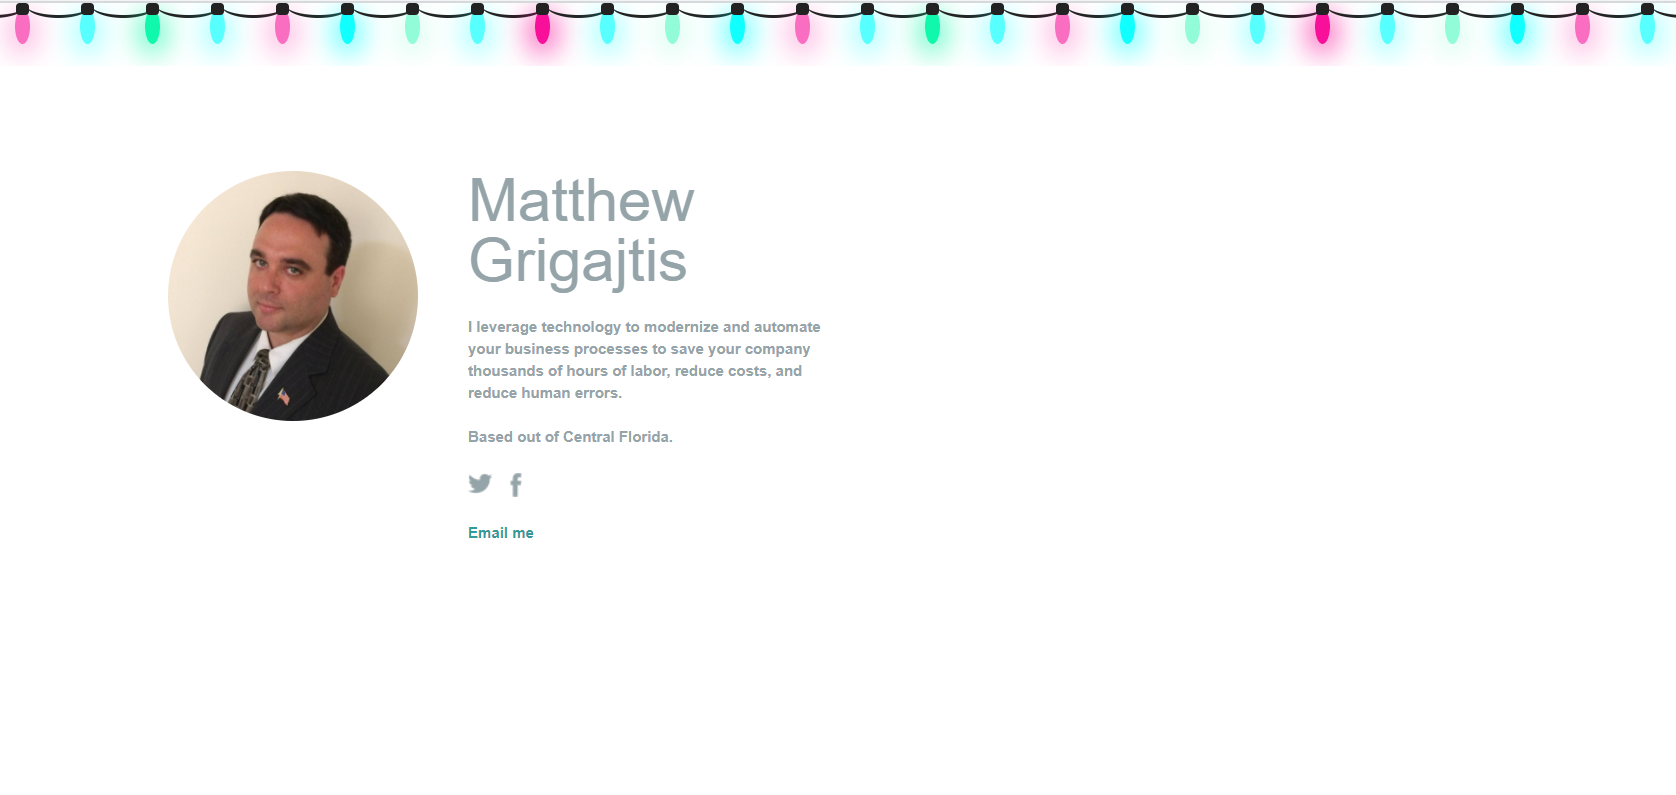 Matthew
Grigajtis
I leverage technology to modernize and automate
your business processes to save your company
thousands of hours of labor, reduce costs, and
reduce human errors.
Based out of Central Florida.
Email me